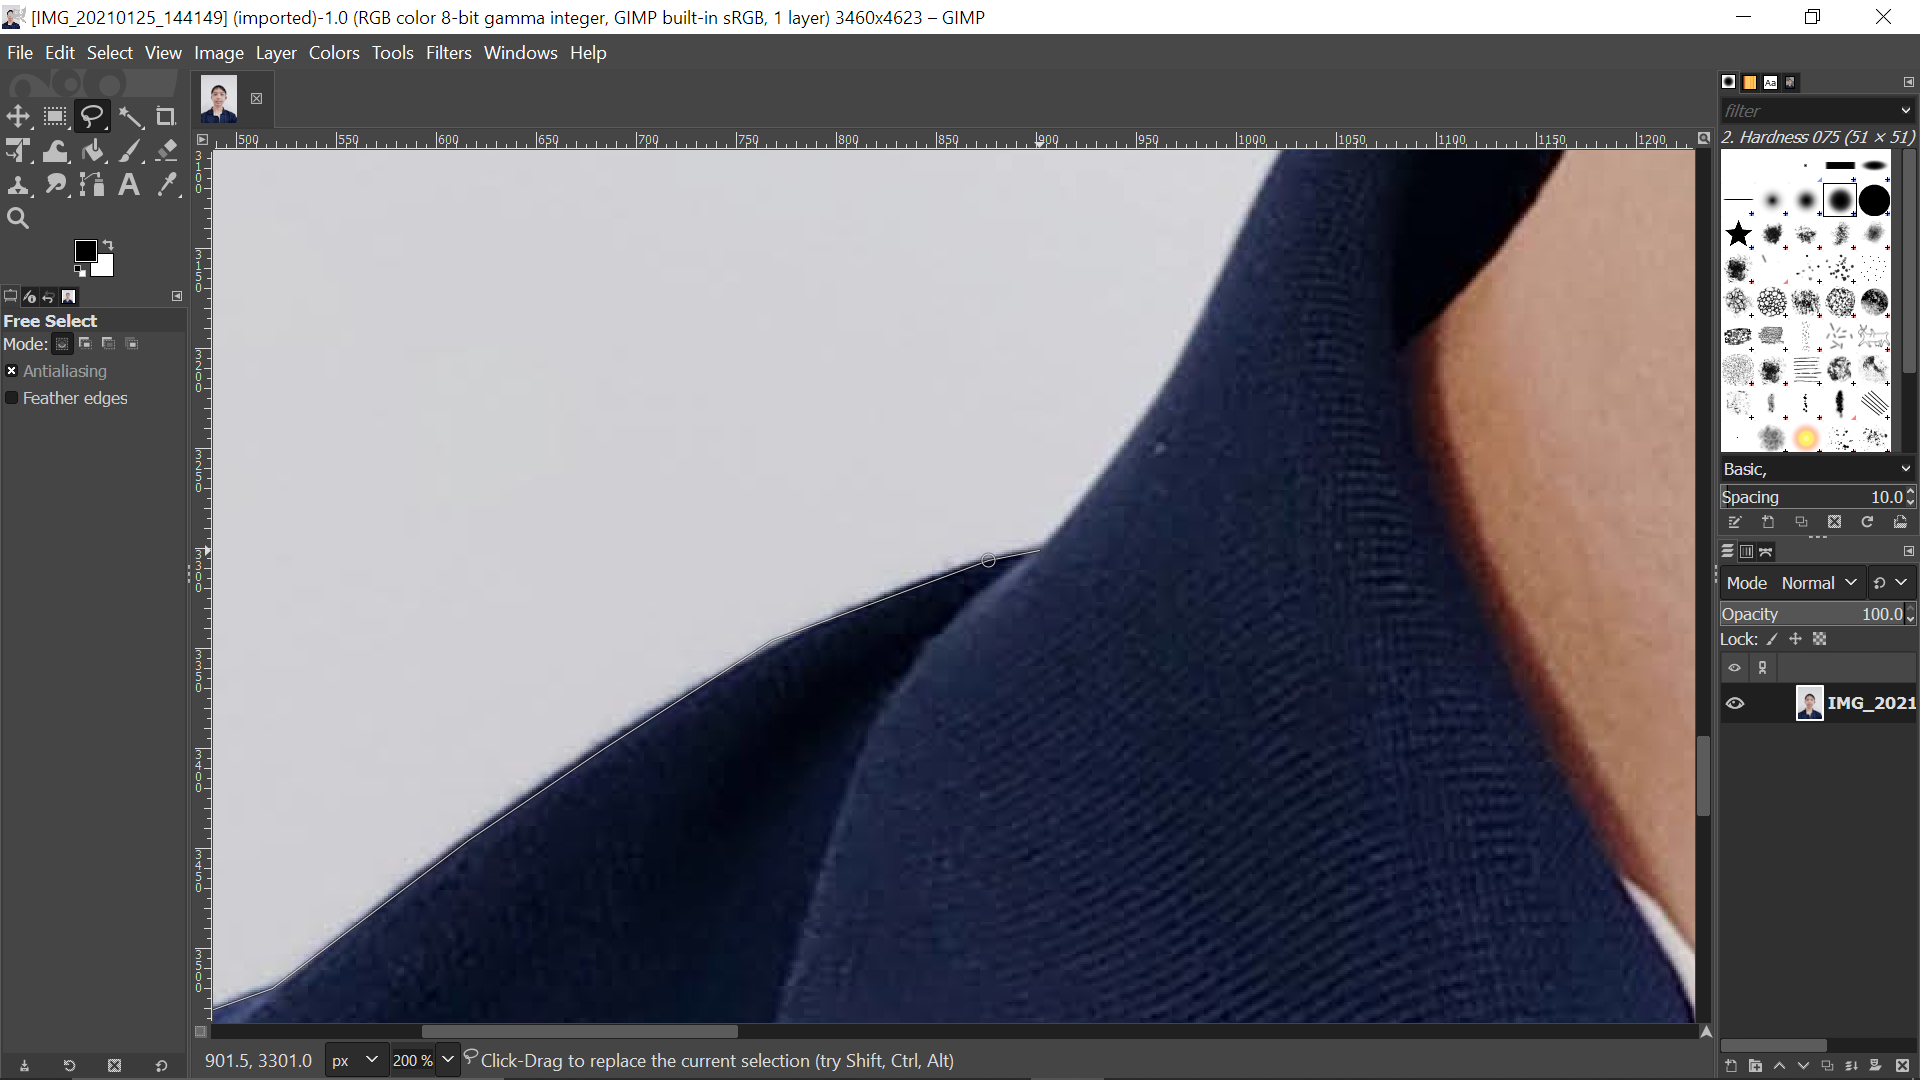 [IMG_20210125_144149] (imported)-1.0 (RGB color 8-bit gamma integer, GIMP built-in sRGB, 1 layer) 3460x4623 – GIMP
File Edit Select View Image Layer Colors Tools Filters Windows Help
filter
500 550 600 650 700 750 800 850 900 950 1000 1050 1100 1150 1200
2. Hardness 075 (51 × 51)
3100
3150
3200
3250
3300
3350
3400
3450
3500
Free Select
Mode:
Antialiasing
Feather edges
Basic,
Spacing 10.0
Mode Normal
Opacity 100.0
Lock:
IMG_2021
901.5, 3301.0 px 200 % Click-Drag to replace the current selection (try Shift, Ctrl, Alt)